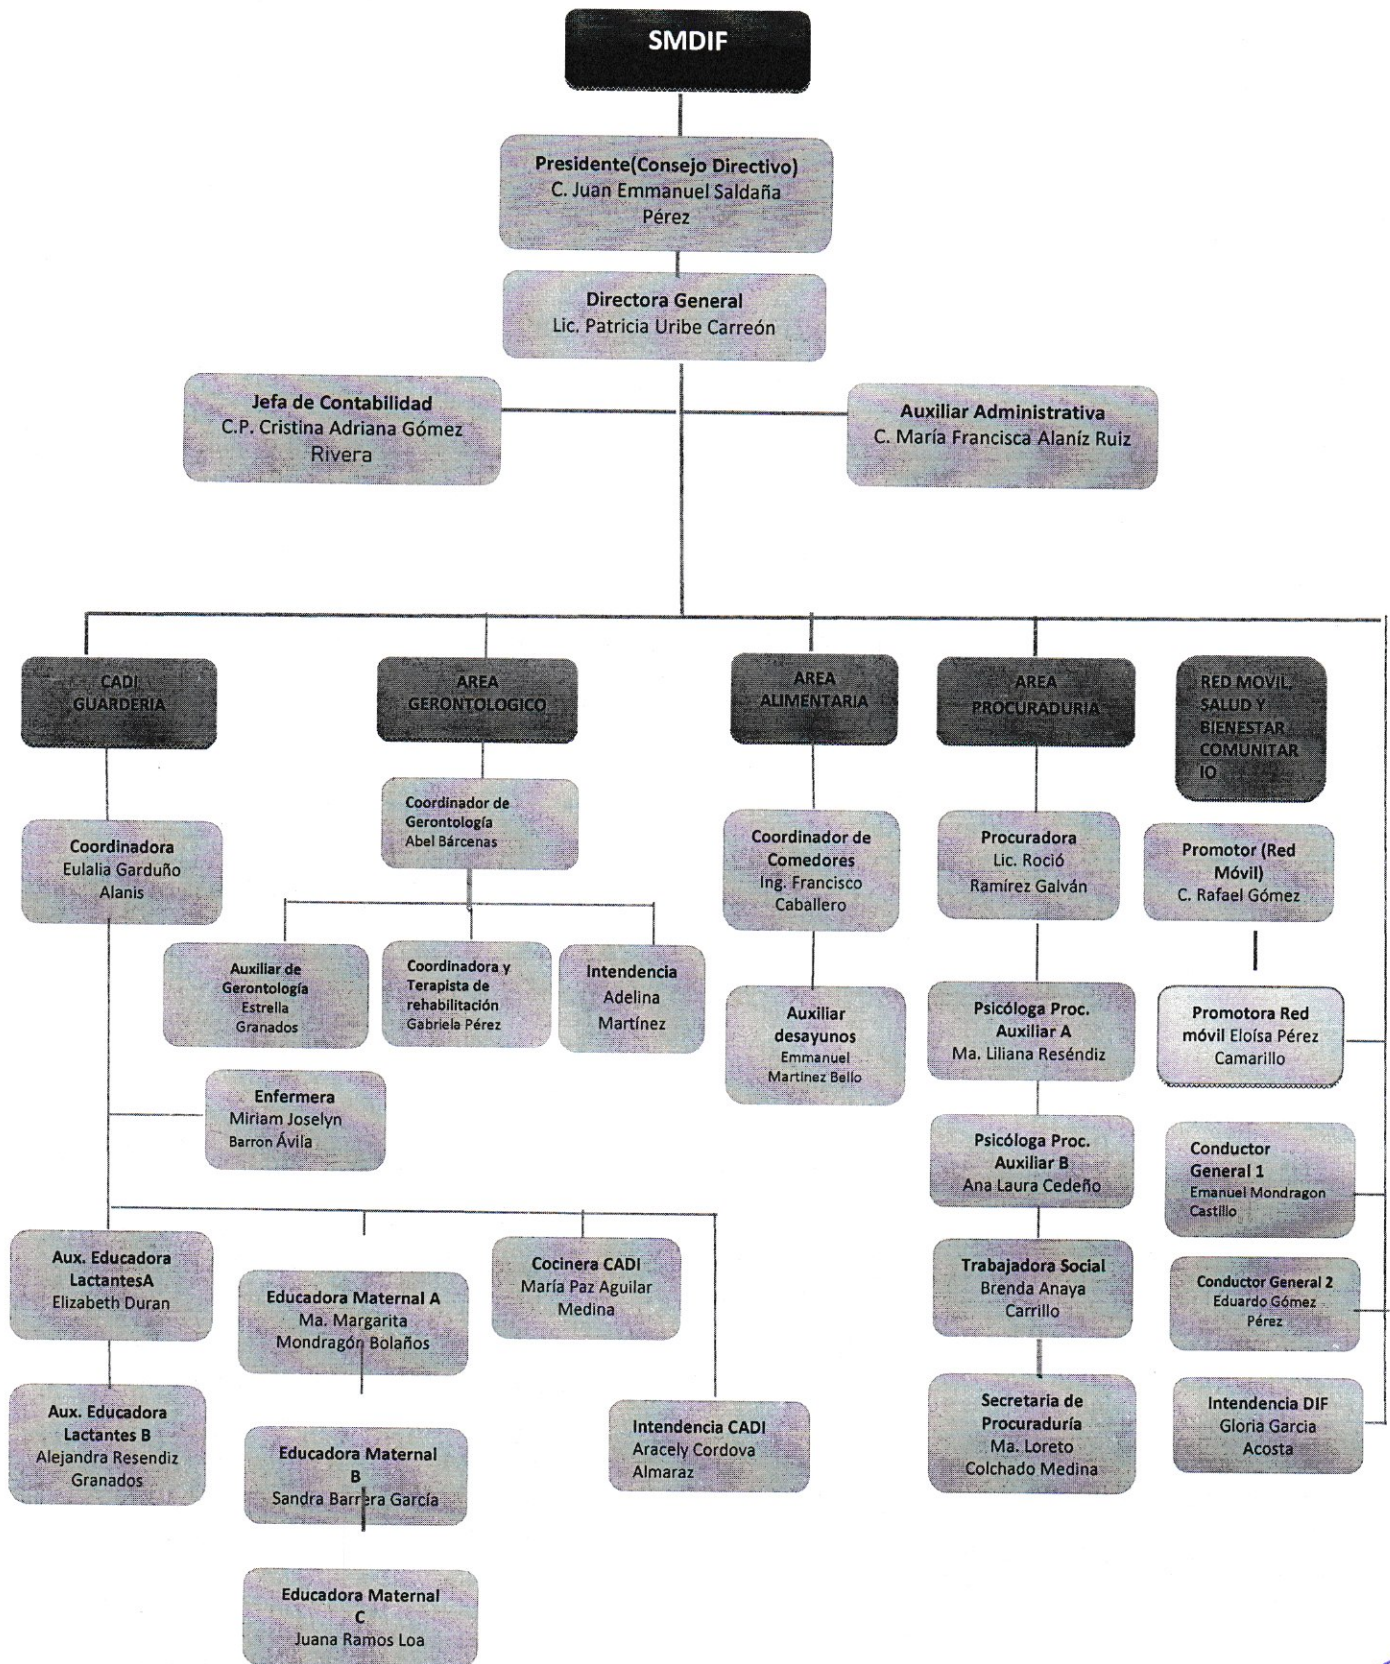 SMDIF
Presidente(Consejo Directivo)
C. Juan Emmanuel Saldaña
Pérez
Directora General
Lic. Patricia Uribe Carreón
Jefa de Contabilidad
C.P. Cristina Adriana Gómez
Rivera
Auxiliar Administrativa
C. María Francisca Alaníz Ruiz
CADI
GUARDERIA
AREA
GERONTOLOGICO
AREA
ALIMENTARIA
AREA
PROCURADURIA
RED MOVIL,
SALUD Y
BIENESTAR
COMUNITAR
IO
Coordinadora
Eulalia Garduño
Alanis
Coordinador de
Gerontología
Abel Bárcenas
Coordinador de
Comedores
Ing. Francisco
Caballero
Procuradora
Lic. Roció
Ramírez Galván
Promotor (Red
Móvil)
C. Rafael Gómez
Auxiliar de
Gerontología
Estrella
Granados
Coordinadora y
Terapista de
rehabilitación
Gabriela Pérez
Intendencia
Adelina
Martínez
Auxiliar
desayunos
Emmanuel
Martinez Bello
Psicóloga Proc.
Auxiliar A
Ma. Liliana Reséndiz
Promotora Red
móvil Eloísa Pérez
Camarillo
Enfermera
Miriam Joselyn
Barron Ávila
Psicóloga Proc.
Auxiliar B
Ana Laura Cedeño
Conductor
General 1
Emanuel Mondragon
Castillo
Aux. Educadora
LactantesA
Elizabeth Duran
Educadora Maternal A
Ma. Margarita
Mondragón Bolaños
Cocinera CADI
María Paz Aguilar
Medina
Trabajadora Social
Brenda Anaya
Carrillo
Conductor General 2
Eduardo Gómez
Pérez
Aux. Educadora
Lactantes B
Alejandra Resendiz
Granados
Educadora Maternal
B
Sandra Barrera García
Intendencia CADI
Aracely Cordova
Almaraz
Secretaria de
Procuraduría
Ma. Loreto
Colchado Medina
Intendencia DIF
Gloria Garcia
Acosta
Educadora Maternal
C
Juana Ramos Loa